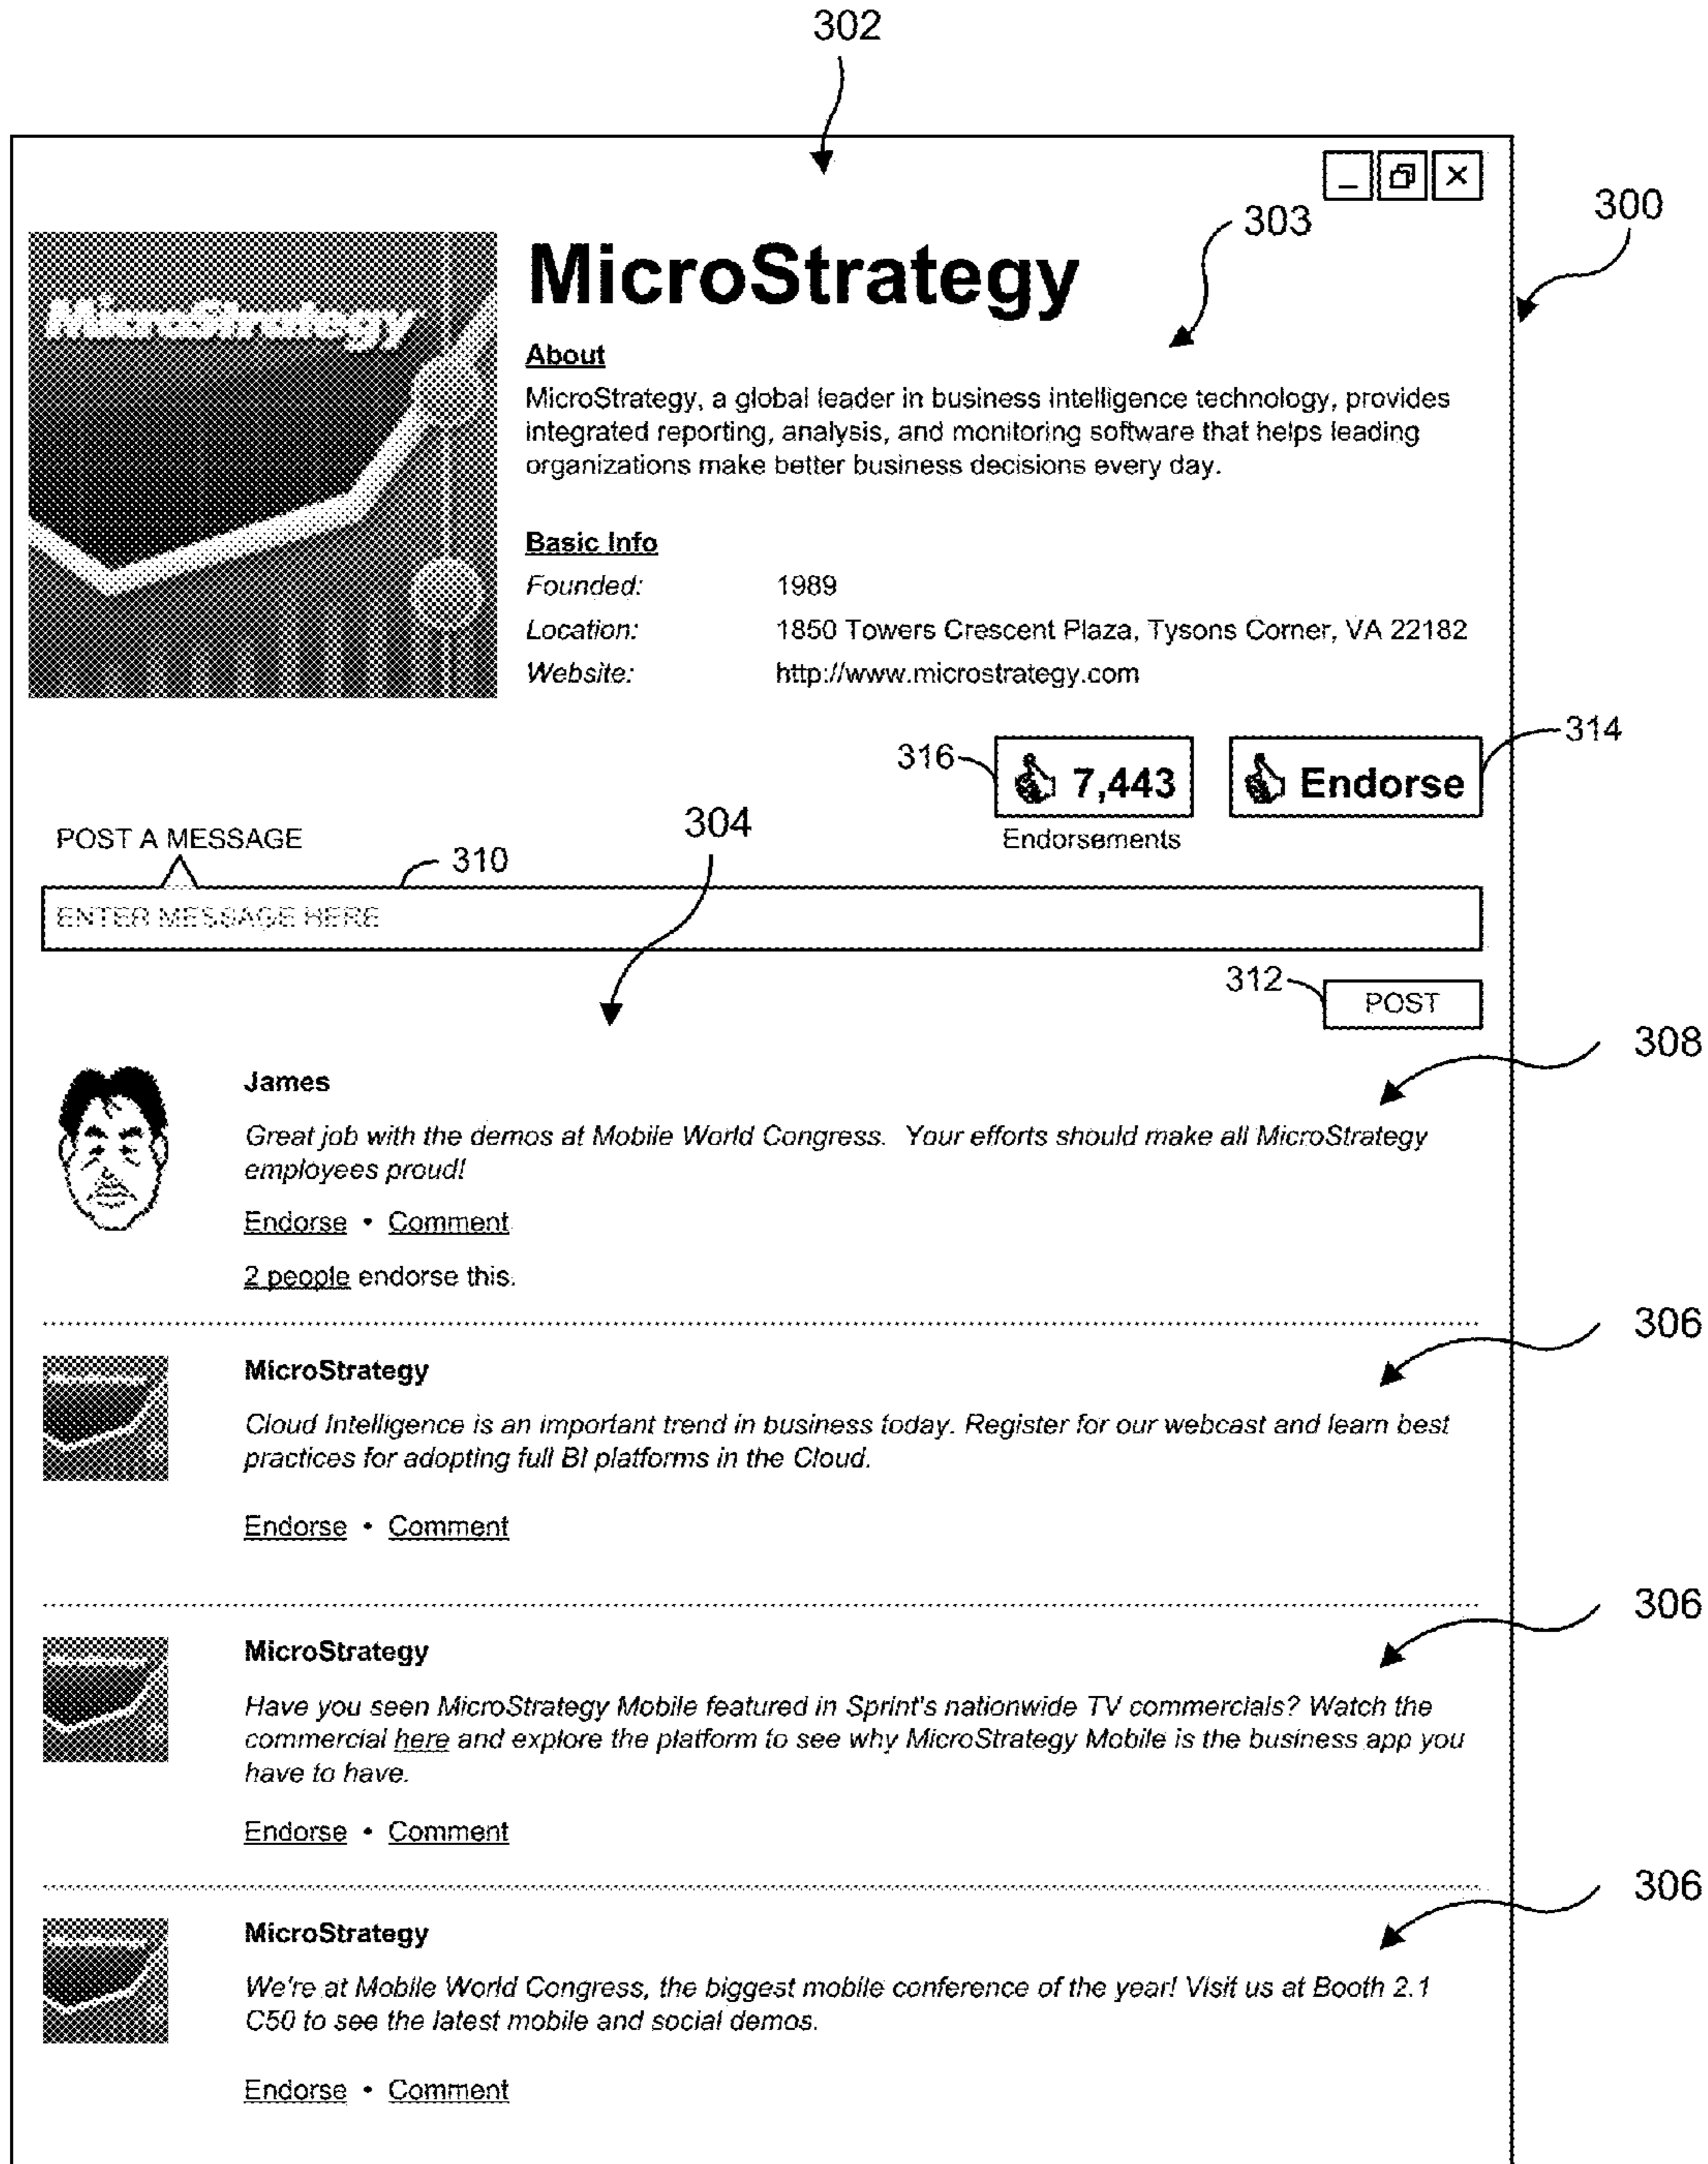 302
300
303
MicroStrategy
MicroStrategy
About
MicroStrategy, a global leader in business intelligence technology, provides
integrated reporting, analysis, and monitoring software that helps leading
organizations make better business decisions every day.
Basic Info
Founded: 1989
Location: 1850 Towers Crescent Plaza, Tysons Corner, VA 22182
Website: http://www.microstrategy.com
316
7,443
Endorse
314
Endorsements
304
POST A MESSAGE
310
ENTER MESSAGE HERE
312
POST
308
James
Great job with the demos at Mobile World Congress. Your efforts should make all MicroStrategy
employees proud!
Endorse • Comment
2 people endorse this.
306
MicroStrategy
Cloud Intelligence is an important trend in business today. Register for our webcast and learn best
practices for adopting full BI platforms in the Cloud.
Endorse • Comment
306
MicroStrategy
Have you seen MicroStrategy Mobile featured in Sprint's nationwide TV commercials? Watch the
commercial here and explore the platform to see why MicroStrategy Mobile is the business app you
have to have.
Endorse • Comment
306
MicroStrategy
We're at Mobile World Congress, the biggest mobile conference of the year! Visit us at Booth 2.1
C50 to see the latest mobile and social demos.
Endorse • Comment